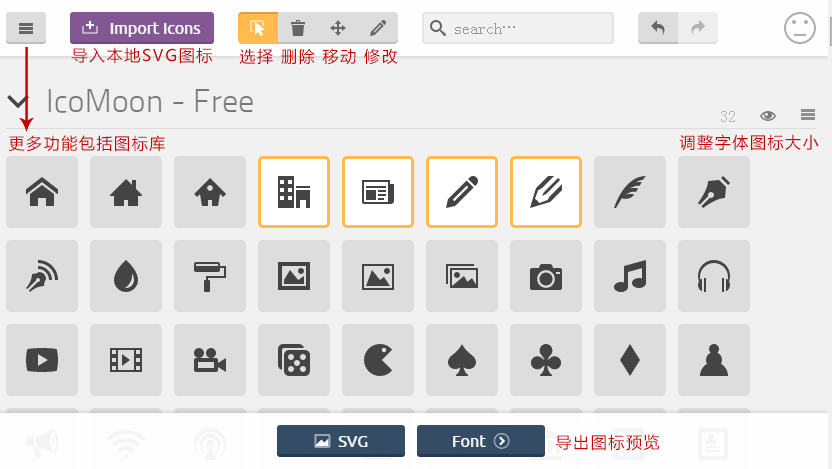 Import Icons
search...
导入本地SVG图标
选择 删除 移动 修改
IcoMoon - Free
32
更多功能包括图标库
调整字体图标大小
SVG
Font
导出图标预览